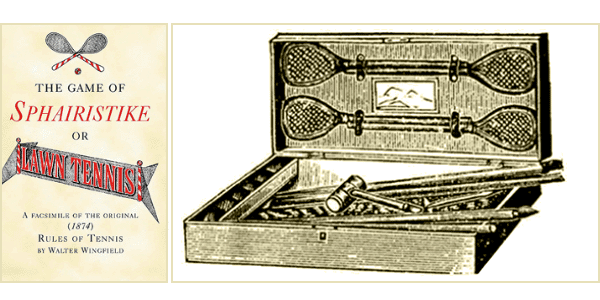 THE GAME OF
SPHAIRISTIKE
OR
LAWN TENNIS
A FACSIMILE OF THE ORIGINAL
(1874)
RULES OF TENNIS
BY WALTER WINGFIELD